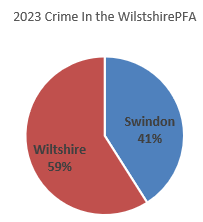 2023 Crime In the WilstshirePFA
Swindon
41%
Wiltshire
59%